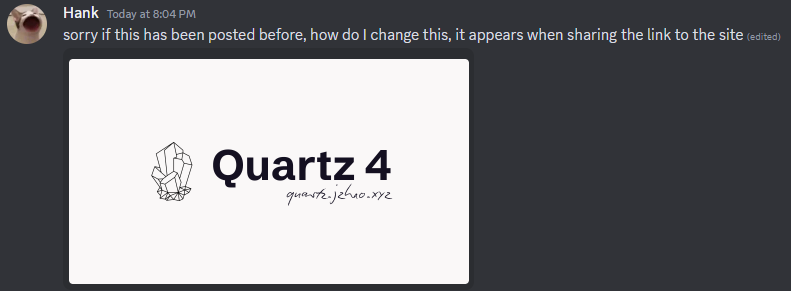 Hank Today at 8:04 PM
sorry if this has been posted before, how do I change this, it appears when sharing the link to the site (edited)
Quartz 4
quartz.jzhao.xyz